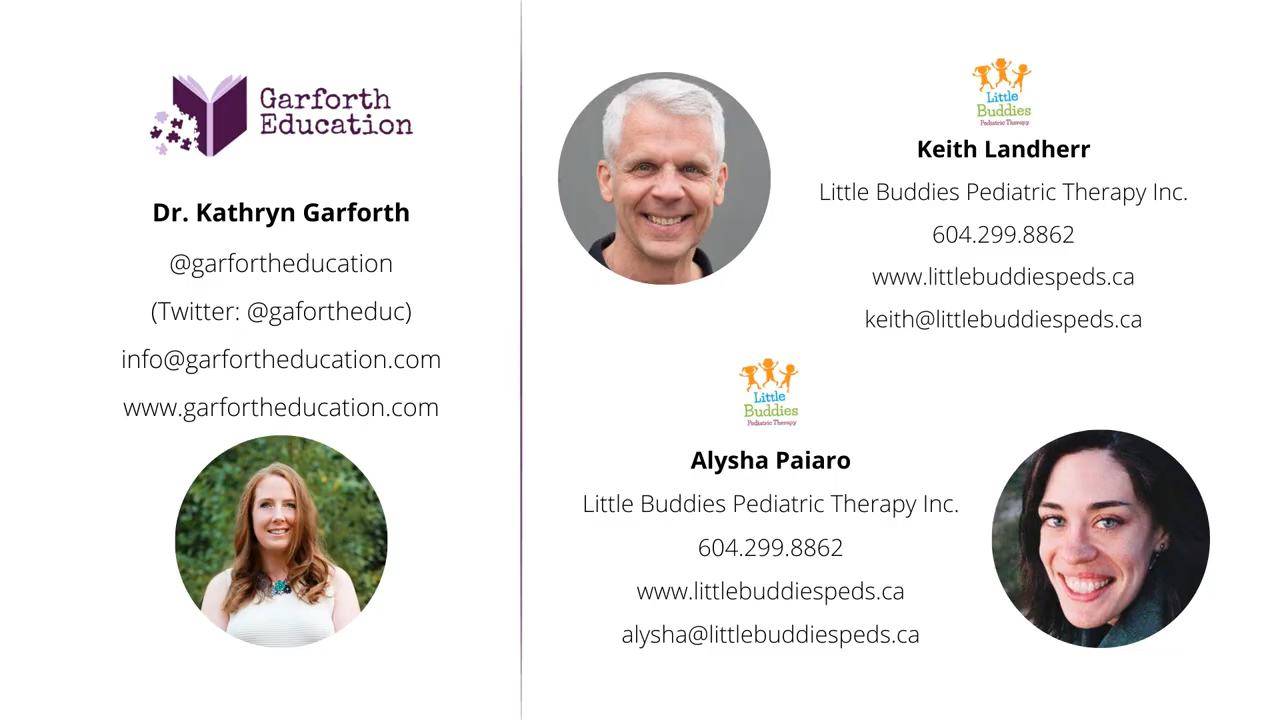 Garforth
Education
Dr. Kathryn Garforth
@garfortheducation
(Twitter: @gafortheduc)
info@garfortheducation.com
www.garfortheducation.com
Little
Buddies
Pediatric Therapy
Keith Landherr
Little Buddies Pediatric Therapy Inc.
604.299.8862
www.littlebuddiespeds.ca
keith@littlebuddiespeds.ca
Little
Buddies
Pediatric Therapy
Alysha Paiaro
Little Buddies Pediatric Therapy Inc.
604.299.8862
www.littlebuddiespeds.ca
alysha@littlebuddiespeds.ca